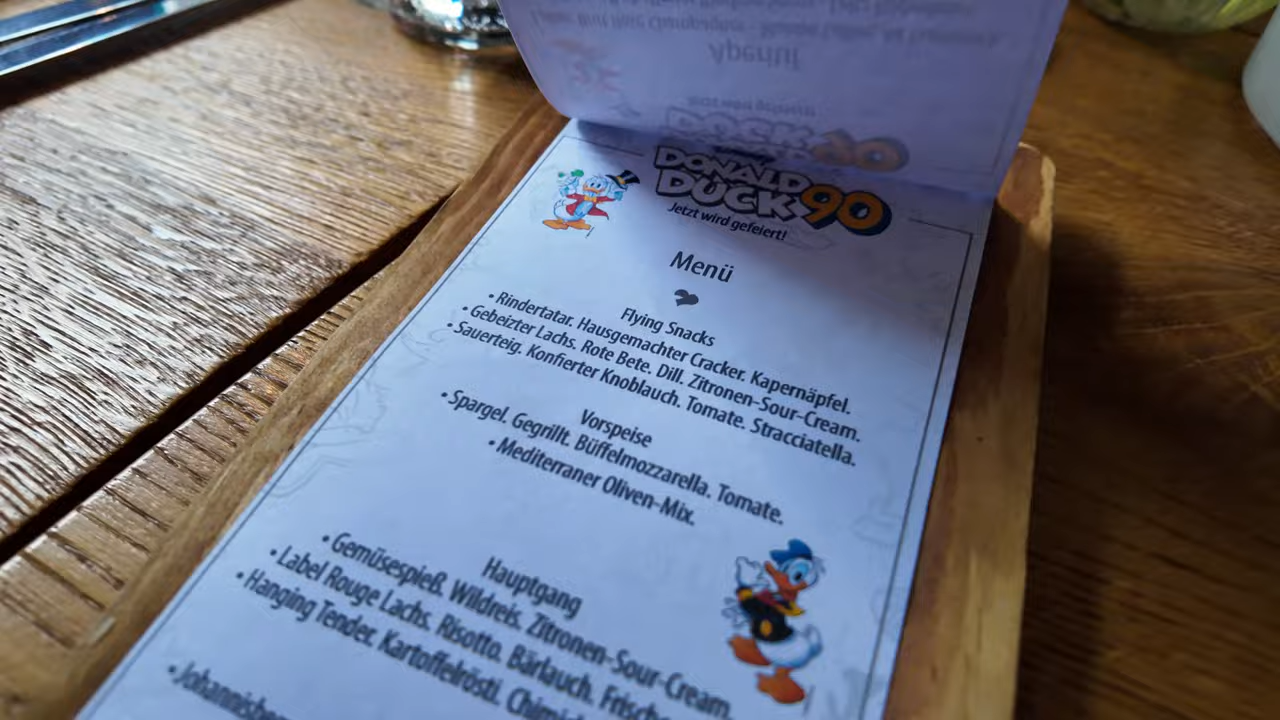 Aperitif
DONALD
DUCK 90
Jetzt wird gefeiert!
Menü
Flying Snacks
• Rindertatar. Hausgemachter Cracker. Kapernäpfel.
• Gebeizter Lachs. Rote Bete. Dill. Zitronen-Sour-Cream.
• Sauerteig. Konfierter Knoblauch. Tomate. Stracciatella.
Vorspeise
• Spargel. Gegrillt. Büffelmozzarella. Tomate.
• Mediterraner Oliven-Mix.
Hauptgang
• Gemüsespieß. Wildreis. Zitronen-Sour-Cream.
• Label Rouge Lachs. Risotto. Bärlauch. Frische
• Hanging Tender. Kartoffelrösti.